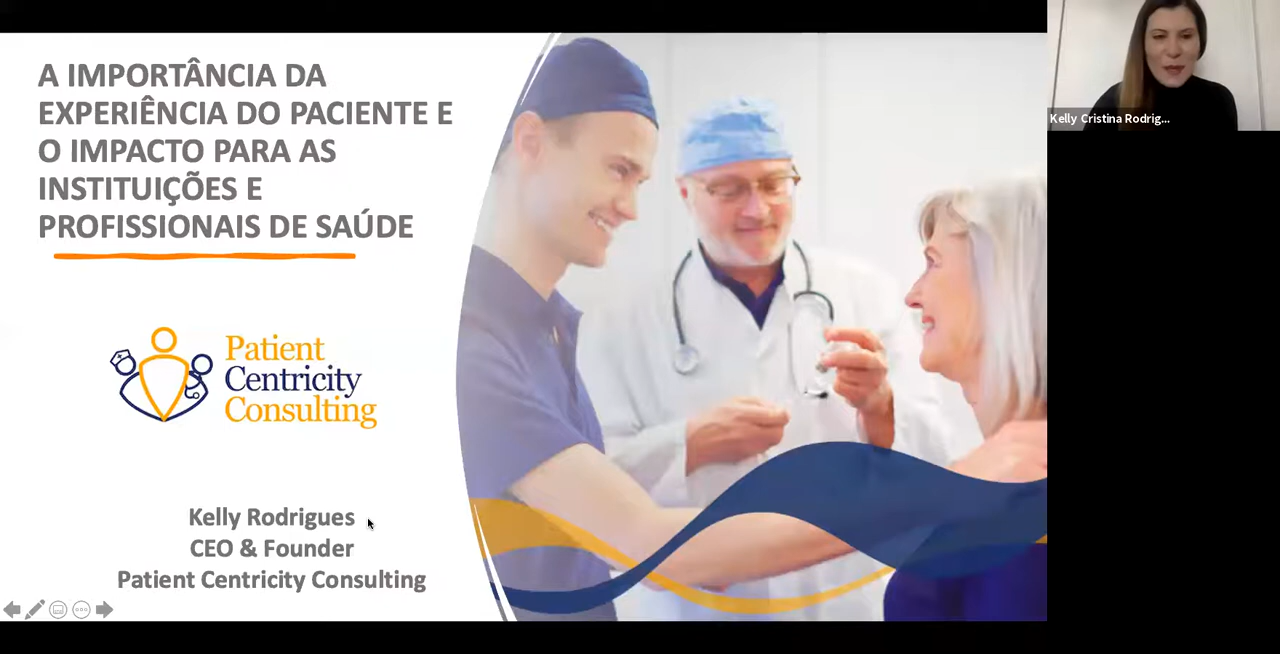 A IMPORTÂNCIA DA
EXPERIÊNCIA DO PACIENTE E
O IMPACTO PARA AS
INSTITUIÇÕES E
PROFISSIONAIS DE SAÚDE
Patient
Centricity
Consulting
Kelly Rodrigues
CEO & Founder
Patient Centricity Consulting
Kelly Cristina Rodrig...